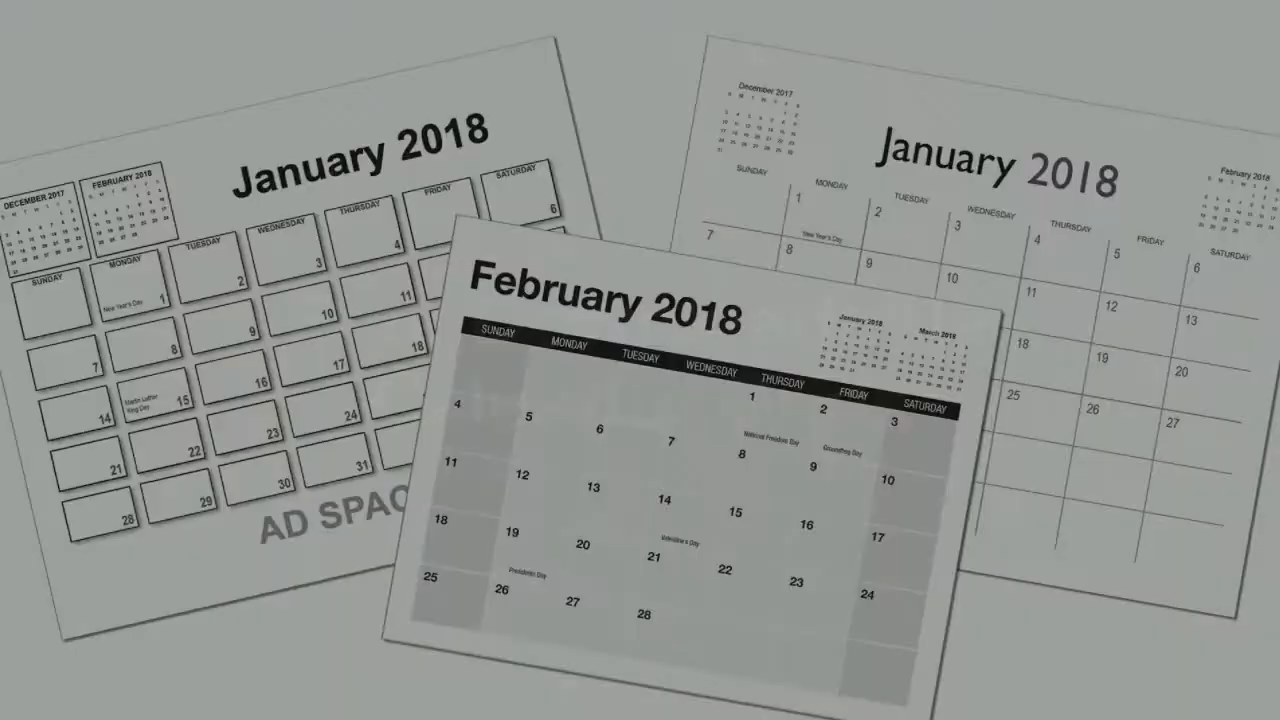 January 2018
DECEMBER 2017
FEBRUARY 2018
SUNDAY MONDAY TUESDAY WEDNESDAY THURSDAY FRIDAY SATURDAY
1 2 3 4 6
New Year's Day
7 8 9 10 11
14 15 16 17 18
Martin Luther
King Day
21 22 23 24
28 29 30 31
AD SPAC
December 2017
January 2018
February 2018
SUNDAY MONDAY TUESDAY WEDNESDAY THURSDAY FRIDAY SATURDAY
1 2 3 4 5 6
New Year's Day
7 8 9 10 11 12 13
18 19 20
25 26 27
February 2018
January 2018
March 2018
SUNDAY MONDAY TUESDAY WEDNESDAY THURSDAY FRIDAY SATURDAY
1 2 3
National Freedom Day
Groundhog Day
4 5 6 7 8 9 10
11 12 13 14 15 16 17
Valentine's Day
18 19 20 21 22 23 24
Presidents Day
25 26 27 28